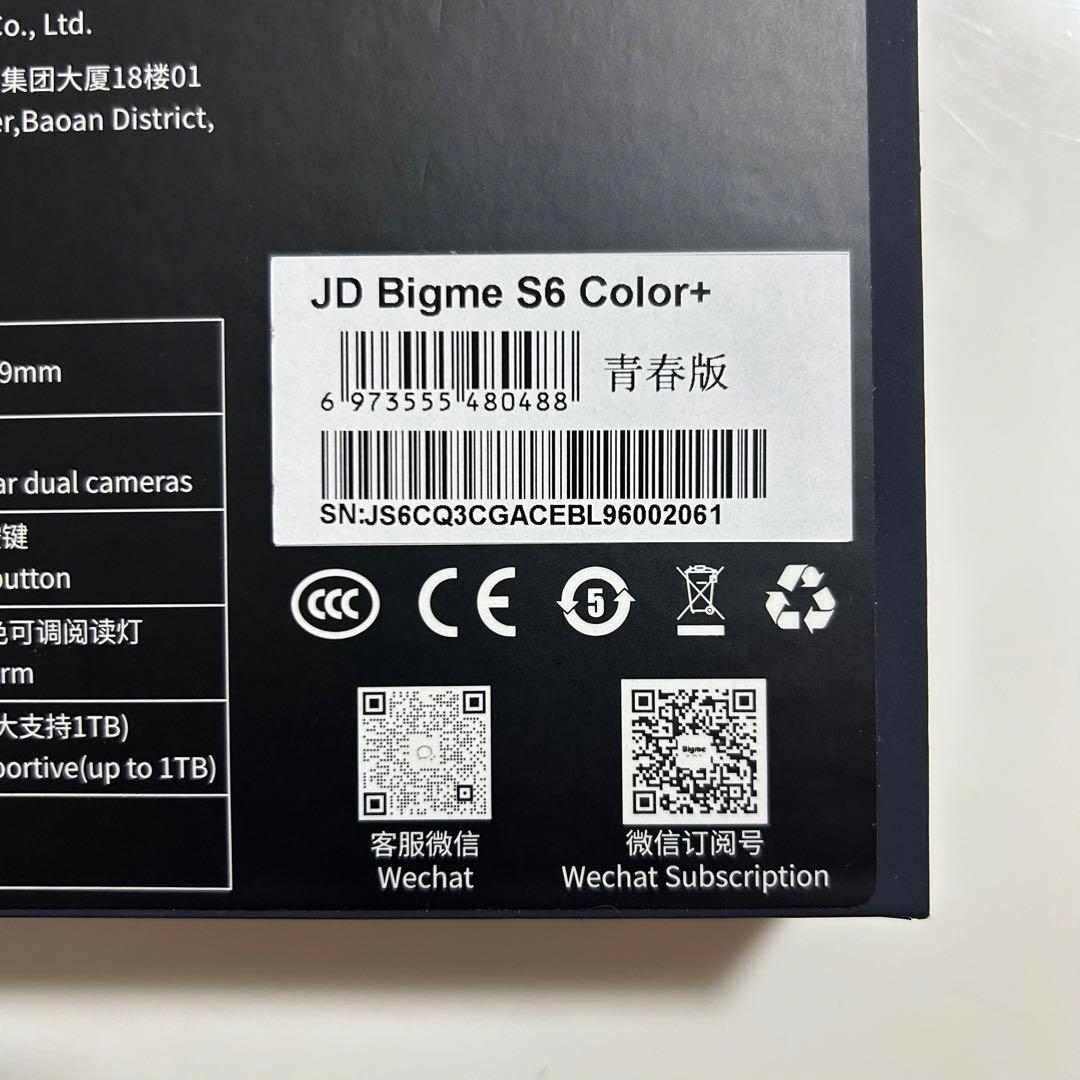 Co., Ltd.
集团大厦18楼01
er,Baoan District,
JD Bigme S6 Color+
青春版
6 973555 480488
SN:JS6CQ3CGACEBL96002061
9mm
ar dual cameras
键
button
色可调阅读灯
rm
大支持1TB)
portive(up to 1TB)
CCC
CE
5
Bigme
客服微信
Wechat
微信订阅号
Wechat Subscription